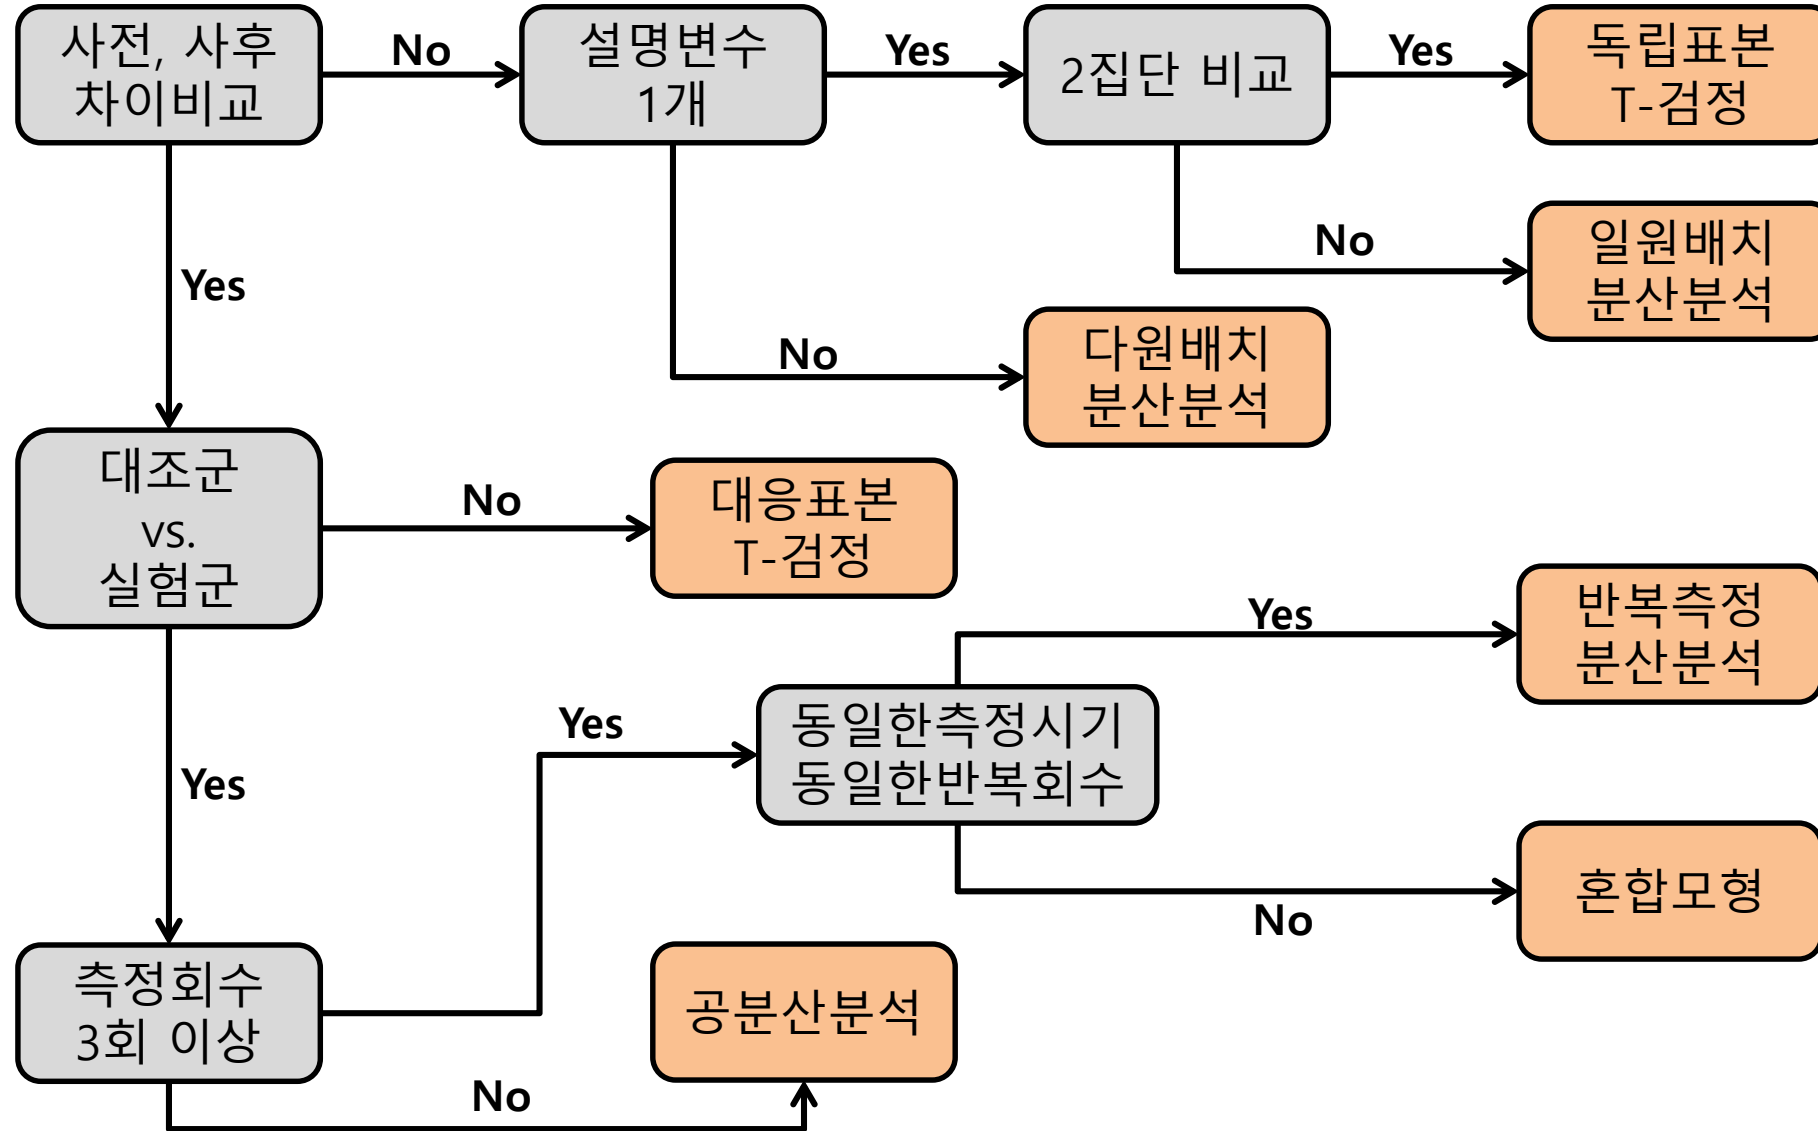 사전, 사후
차이비교
No
설명변수
1개
Yes
2집단 비교
Yes
독립표본
T-검정
No
일원배치
분산분석
Yes
No
다원배치
분산분석
대조군
vs.
실험군
No
대응표본
T-검정
Yes
반복측정
분산분석
Yes
동일한측정시기
동일한반복회수
Yes
No
혼합모형
측정회수
3회 이상
공분산분석
No